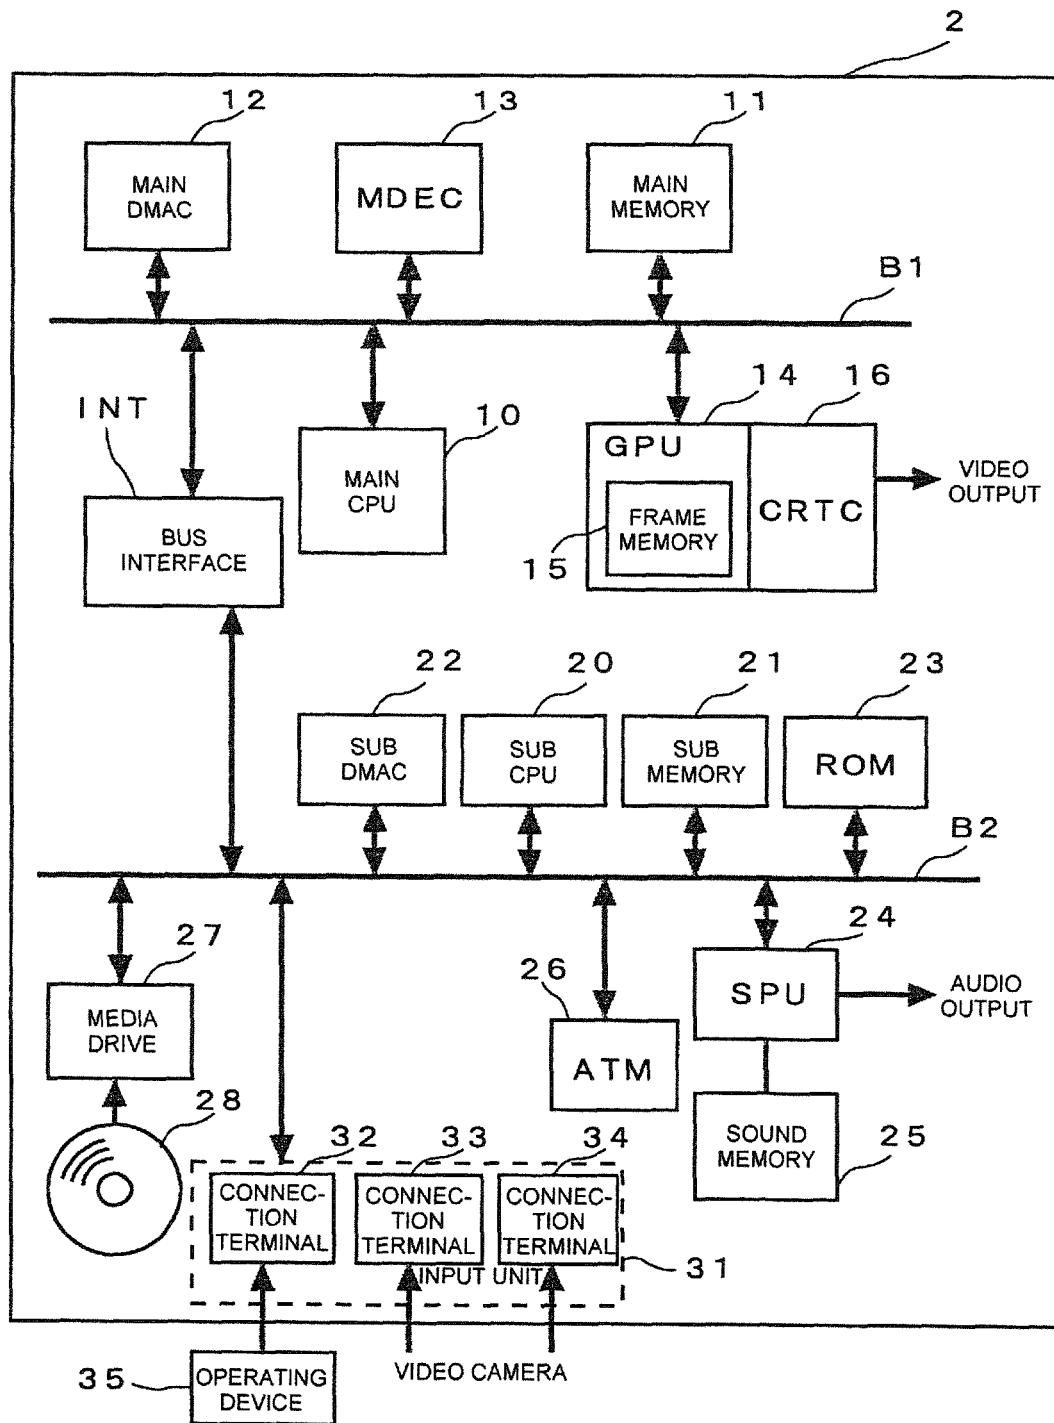 2
12
13
11
MAIN
DMAC
MDEC
MAIN
MEMORY
B1
INT
10
14
16
MAIN
CPU
GPU
CRTC
VIDEO
OUTPUT
FRAME
MEMORY
15
BUS
INTERFACE
22
20
21
23
SUB
DMAC
SUB
CPU
SUB
MEMORY
ROM
B2
27
26
24
MEDIA
DRIVE
ATM
SPU
AUDIO
OUTPUT
28
32
33
34
SOUND
MEMORY
25
CONNEC-
TION
TERMINAL
CONNEC-
TION
TERMINAL
CONNEC-
TION
TERMINAL
INPUT UNIT
31
35
OPERATING
DEVICE
VIDEO CAMERA